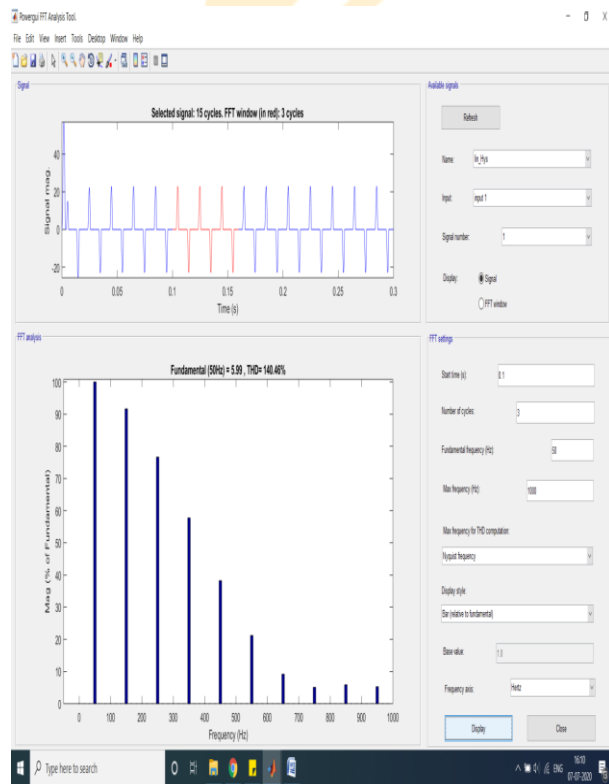 Powergui FFT Analysis Tool.
File Edit View Insert Tools Desktop Window Help
Signal
Selected signal: 15 cycles. FFT window (in red): 3 cycles
Signal mag.
40
20
0
-20
0 0.05 0.1 0.15 0.2 0.25 0.3
Time (s)
FFT analysis
Fundamental (50Hz) = 5.99 , THD= 140.46%
Mag (% of Fundamental)
100
90
80
70
60
50
40
30
20
10
0
0 100 200 300 400 500 600 700 800 900 1000
Frequency (Hz)
Available signals
Refresh
Name: Iin_Hys
Input: input 1
Signal number: 1
Display: Signal
FFT window
FFT settings
Start time (s): 0.1
Number of cycles: 3
Fundamental frequency (Hz): 50
Max frequency (Hz): 1000
Max frequency for THD computation:
Nyquist frequency
Display style:
Bar (relative to fundamental)
Base value: 1.0
Frequency axis: Hertz
Display Close
Type here to search
ENG
16:10
07-07-2020